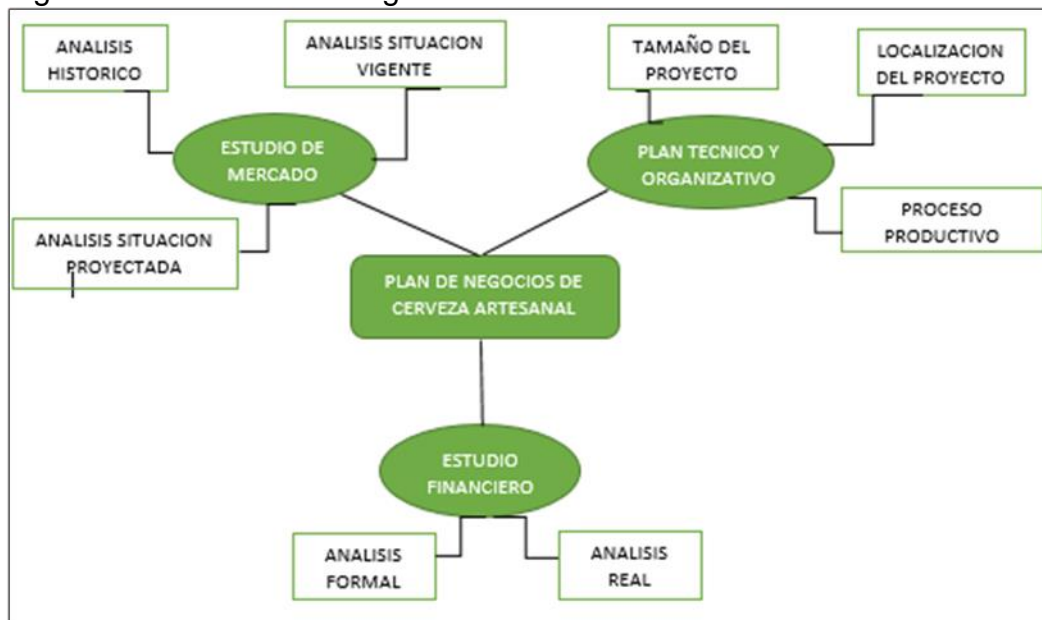 ANALISIS
HISTORICO
ANALISIS SITUACION
VIGENTE
TAMAÑO DEL
PROYECTO
LOCALIZACION
DEL PROYECTO
ESTUDIO DE
MERCADO
PLAN TECNICO Y
ORGANIZATIVO
ANALISIS SITUACION
PROYECTADA
PROCESO
PRODUCTIVO
PLAN DE NEGOCIOS DE
CERVEZA ARTESANAL
ESTUDIO
FINANCIERO
ANALISIS
FORMAL
ANALISIS
REAL